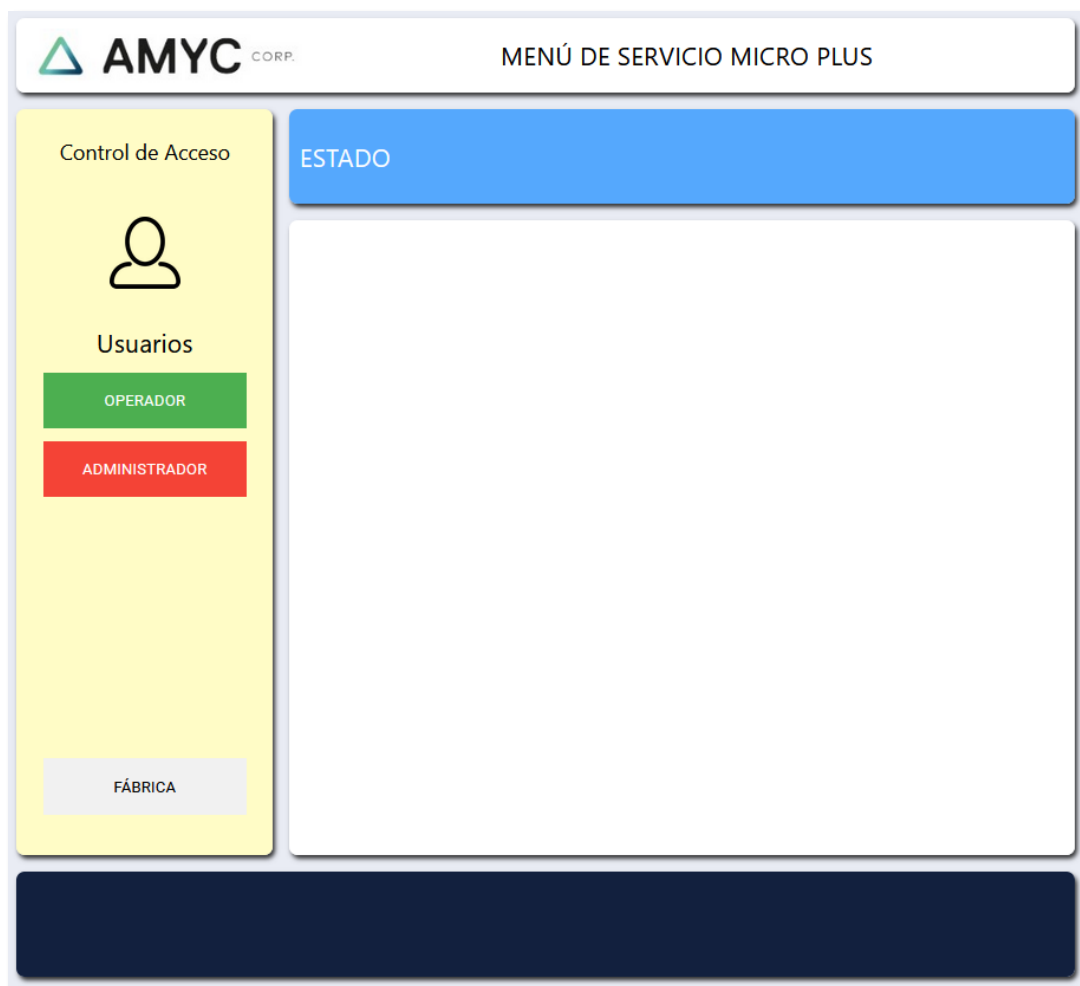 AMYC CORP.
MENÚ DE SERVICIO MICRO PLUS
Control de Acceso
ESTADO
Usuarios
OPERADOR
ADMINISTRADOR
FÁBRICA